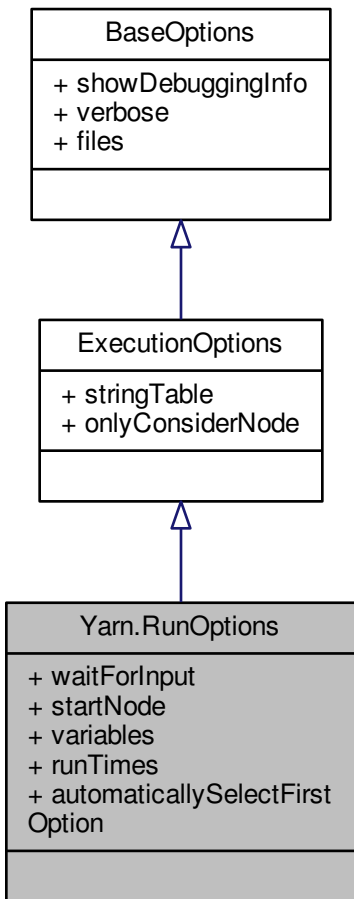 BaseOptions
+ showDebuggingInfo
+ verbose
+ files
ExecutionOptions
+ stringTable
+ onlyConsiderNode
Yarn.RunOptions
+ waitForInput
+ startNode
+ variables
+ runTimes
+ automaticallySelectFirst
Option